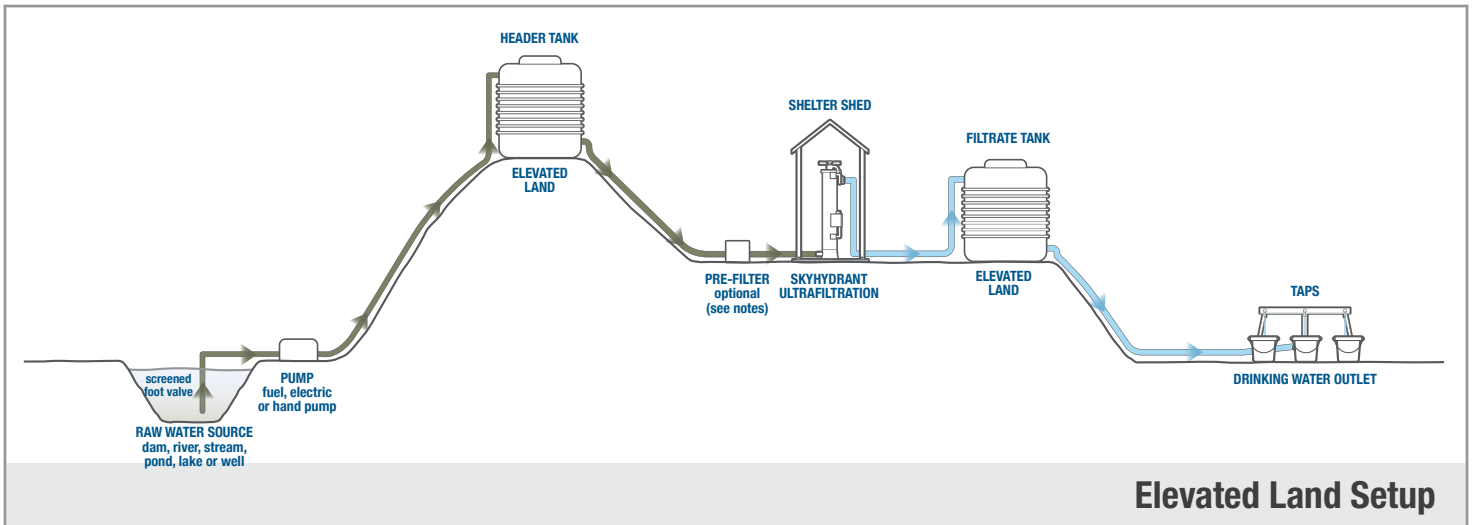 HEADER TANK
ELEVATED
LAND
SHELTER SHED
FILTRATE TANK
PRE-FILTER
optional
(see notes)
SKYHYDRANT
ULTRAFILTRATION
ELEVATED
LAND
TAPS
DRINKING WATER OUTLET
screened
foot valve
PUMP
fuel, electric
or hand pump
RAW WATER SOURCE
dam, river, stream,
pond, lake or well
Elevated Land Setup